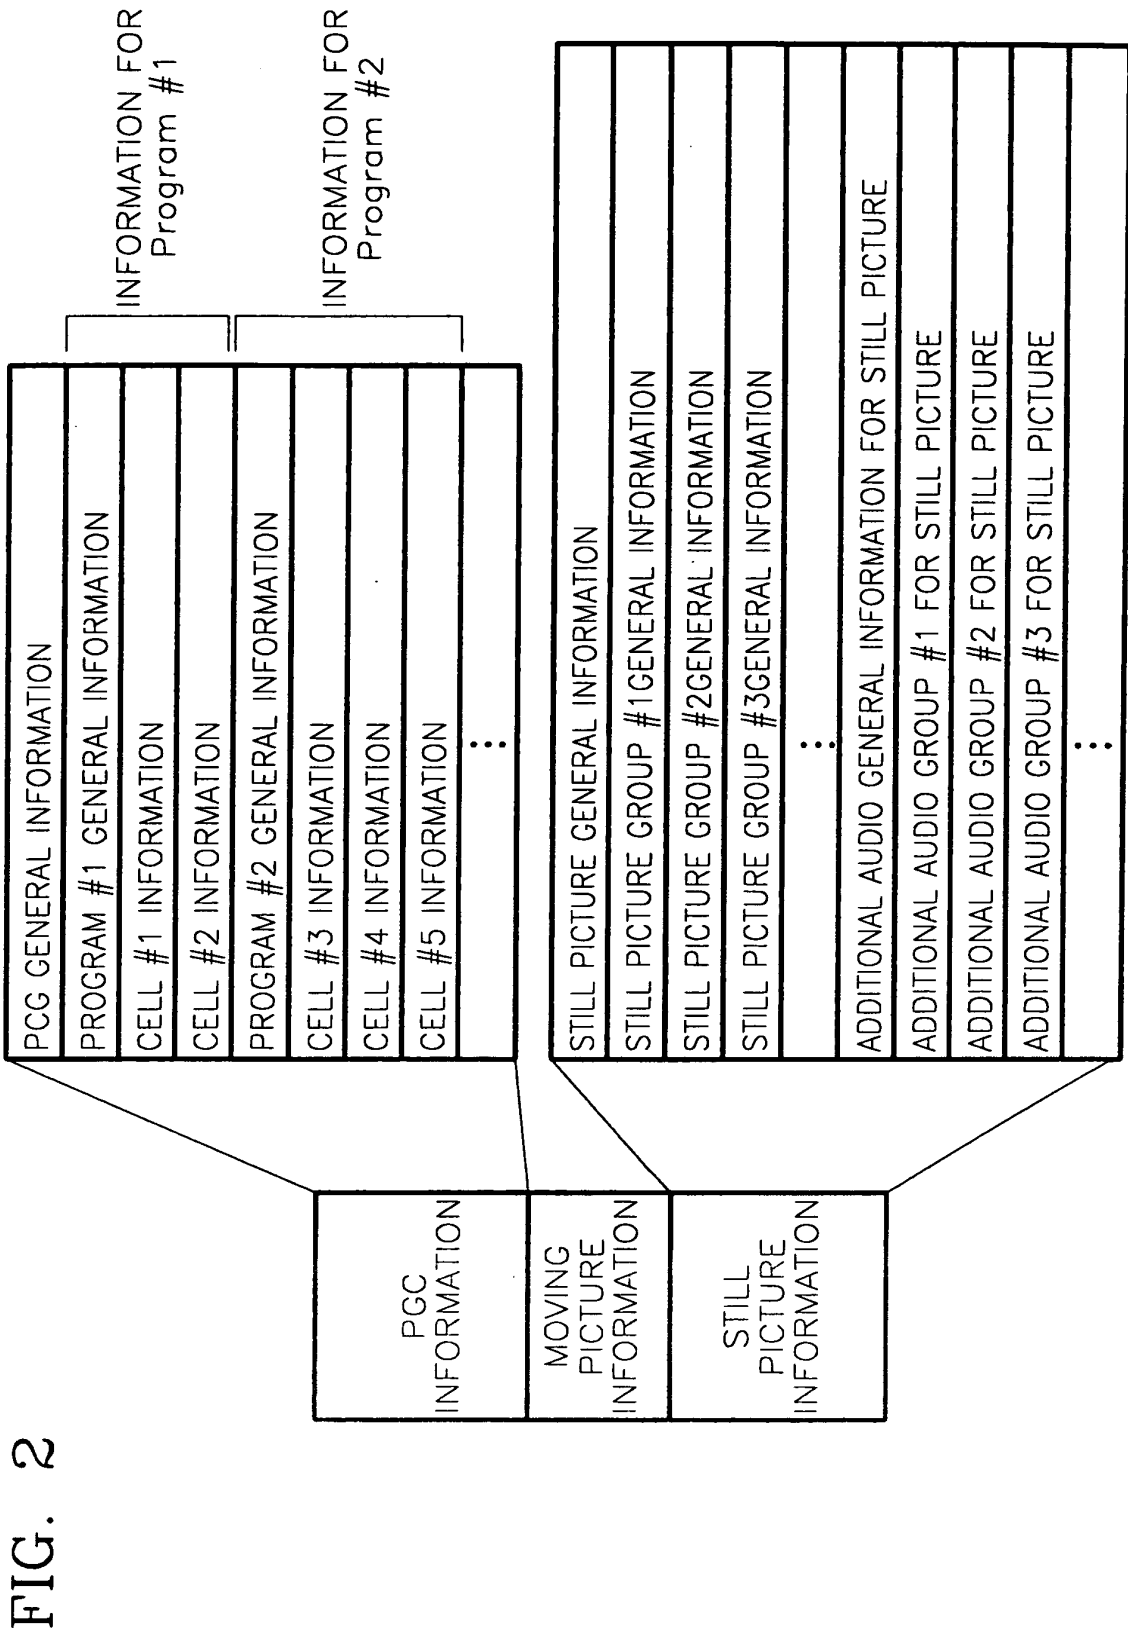 FIG. 2
PGC
INFORMATION
MOVING
PICTURE
INFORMATION
STILL
PICTURE
INFORMATION
PCG GENERAL INFORMATION
PROGRAM #1 GENERAL INFORMATION
CELL #1 INFORMATION
CELL #2 INFORMATION
PROGRAM #2 GENERAL INFORMATION
CELL #3 INFORMATION
CELL #4 INFORMATION
CELL #5 INFORMATION
⋮
INFORMATION FOR
Program #1
INFORMATION FOR
Program #2
STILL PICTURE GENERAL INFORMATION
STILL PICTURE GROUP #1GENERAL INFORMATION
STILL PICTURE GROUP #2GENERAL INFORMATION
STILL PICTURE GROUP #3GENERAL INFORMATION
⋮
ADDITIONAL AUDIO GENERAL INFORMATION FOR STILL PICTURE
ADDITIONAL AUDIO GROUP #1 FOR STILL PICTURE
ADDITIONAL AUDIO GROUP #2 FOR STILL PICTURE
ADDITIONAL AUDIO GROUP #3 FOR STILL PICTURE
⋮